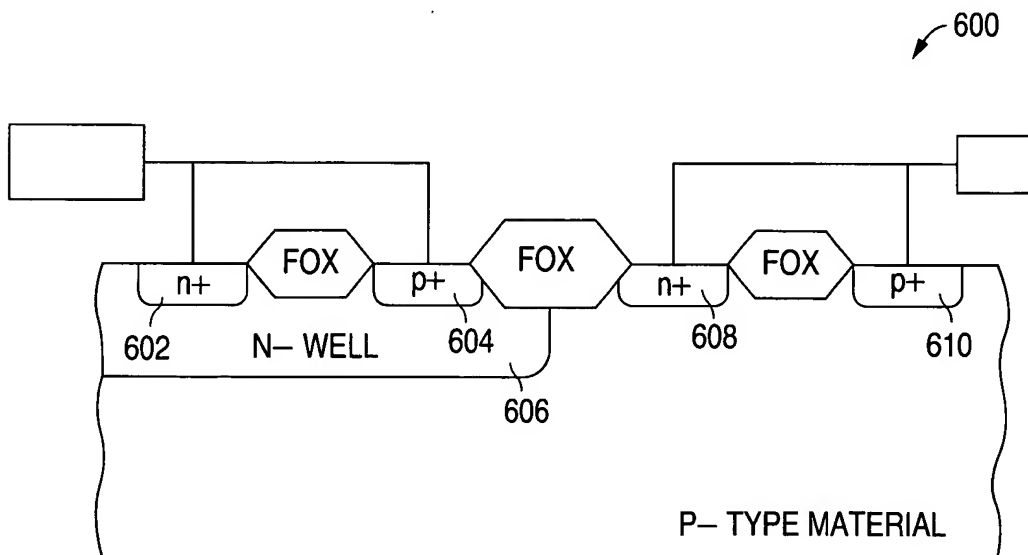 600
FOX
FOX
FOX
n+
p+
n+
p+
602
N– WELL
604
608
610
606
P– TYPE MATERIAL